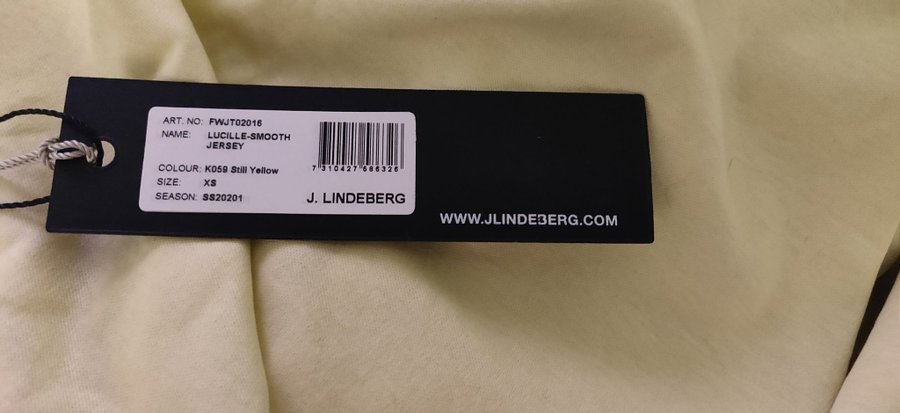 ART. NO: FWJT02016
NAME: LUCILLE-SMOOTH
JERSEY
COLOUR: K059 Still Yellow
SIZE: XS
SEASON: SS20201
7 310427 586326
J. LINDEBERG
WWW.JLINDEBERG.COM